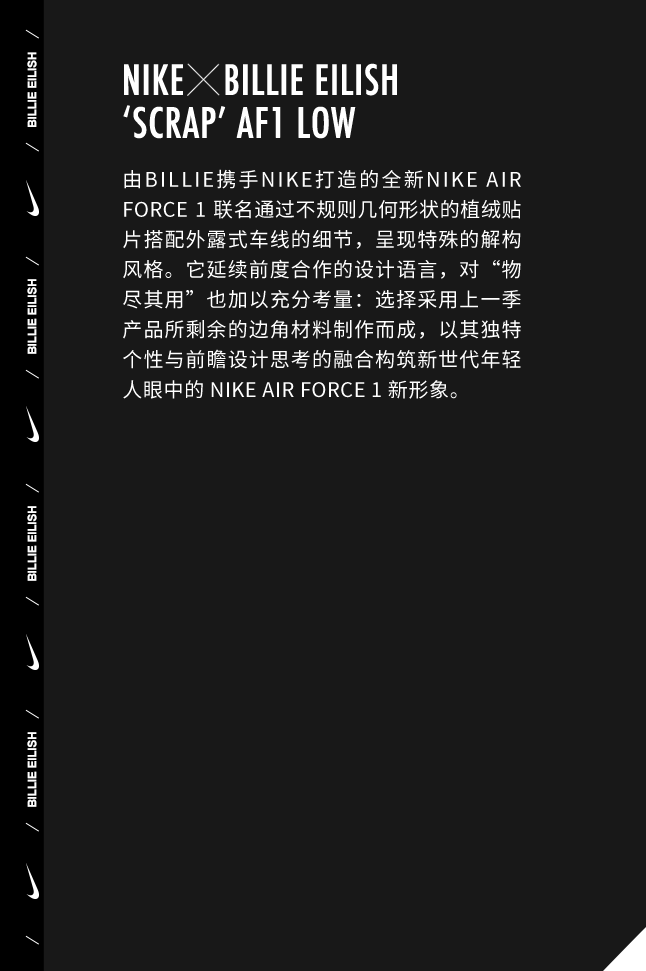 NIKE×BILLIE EILISH
‘SCRAP’ AF1 LOW
由BILLIE携手NIKE打造的全新NIKE AIR
FORCE 1 联名通过不规则几何形状的植绒贴
片搭配外露式车线的细节，呈现特殊的解构
风格。它延续前度合作的设计语言，对“物
尽其用”也加以充分考量：选择采用上一季
产品所剩余的边角材料制作而成，以其独特
个性与前瞻设计思考的融合构筑新世代年轻
人眼中的 NIKE AIR FORCE 1 新形象。
/ BILLIE EILISH /
/ BILLIE EILISH /
/ BILLIE EILISH /
/ BILLIE EILISH /
/